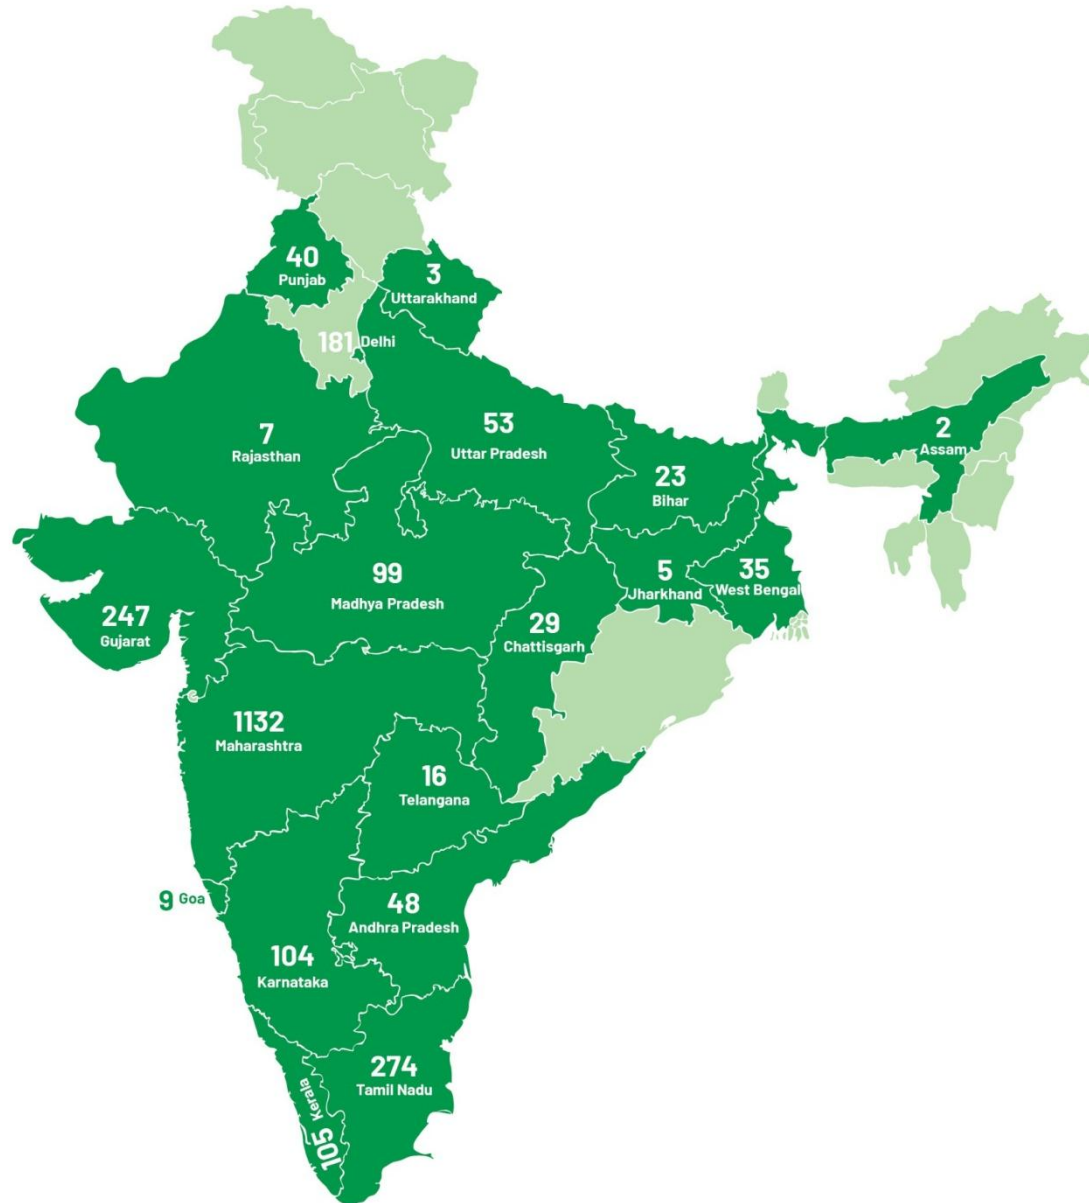 40
Punjab
3
Uttarakhand
181 Delhi
7
Rajasthan
53
Uttar Pradesh
2
Assam
23
Bihar
99
Madhya Pradesh
5
Jharkhand
35
West Bengal
247
Gujarat
29
Chattisgarh
1132
Maharashtra
16
Telangana
9 Goa
48
Andhra Pradesh
104
Karnataka
274
Tamil Nadu
105 Kerala